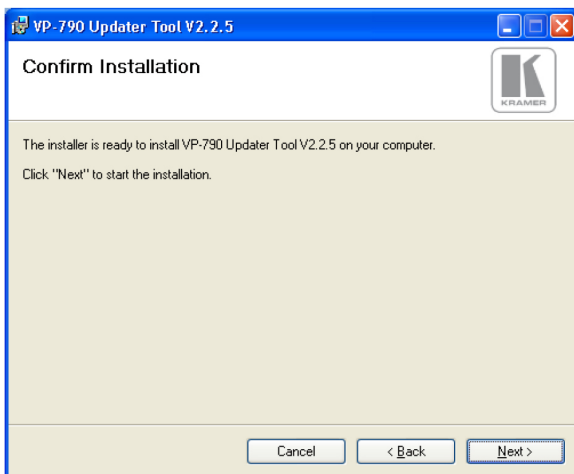 VP-790 Updater Tool V2.2.5
Confirm Installation
KRAMER
The installer is ready to install VP-790 Updater Tool V2.2.5 on your computer.
Click "Next" to start the installation.
Cancel
< Back
Next >